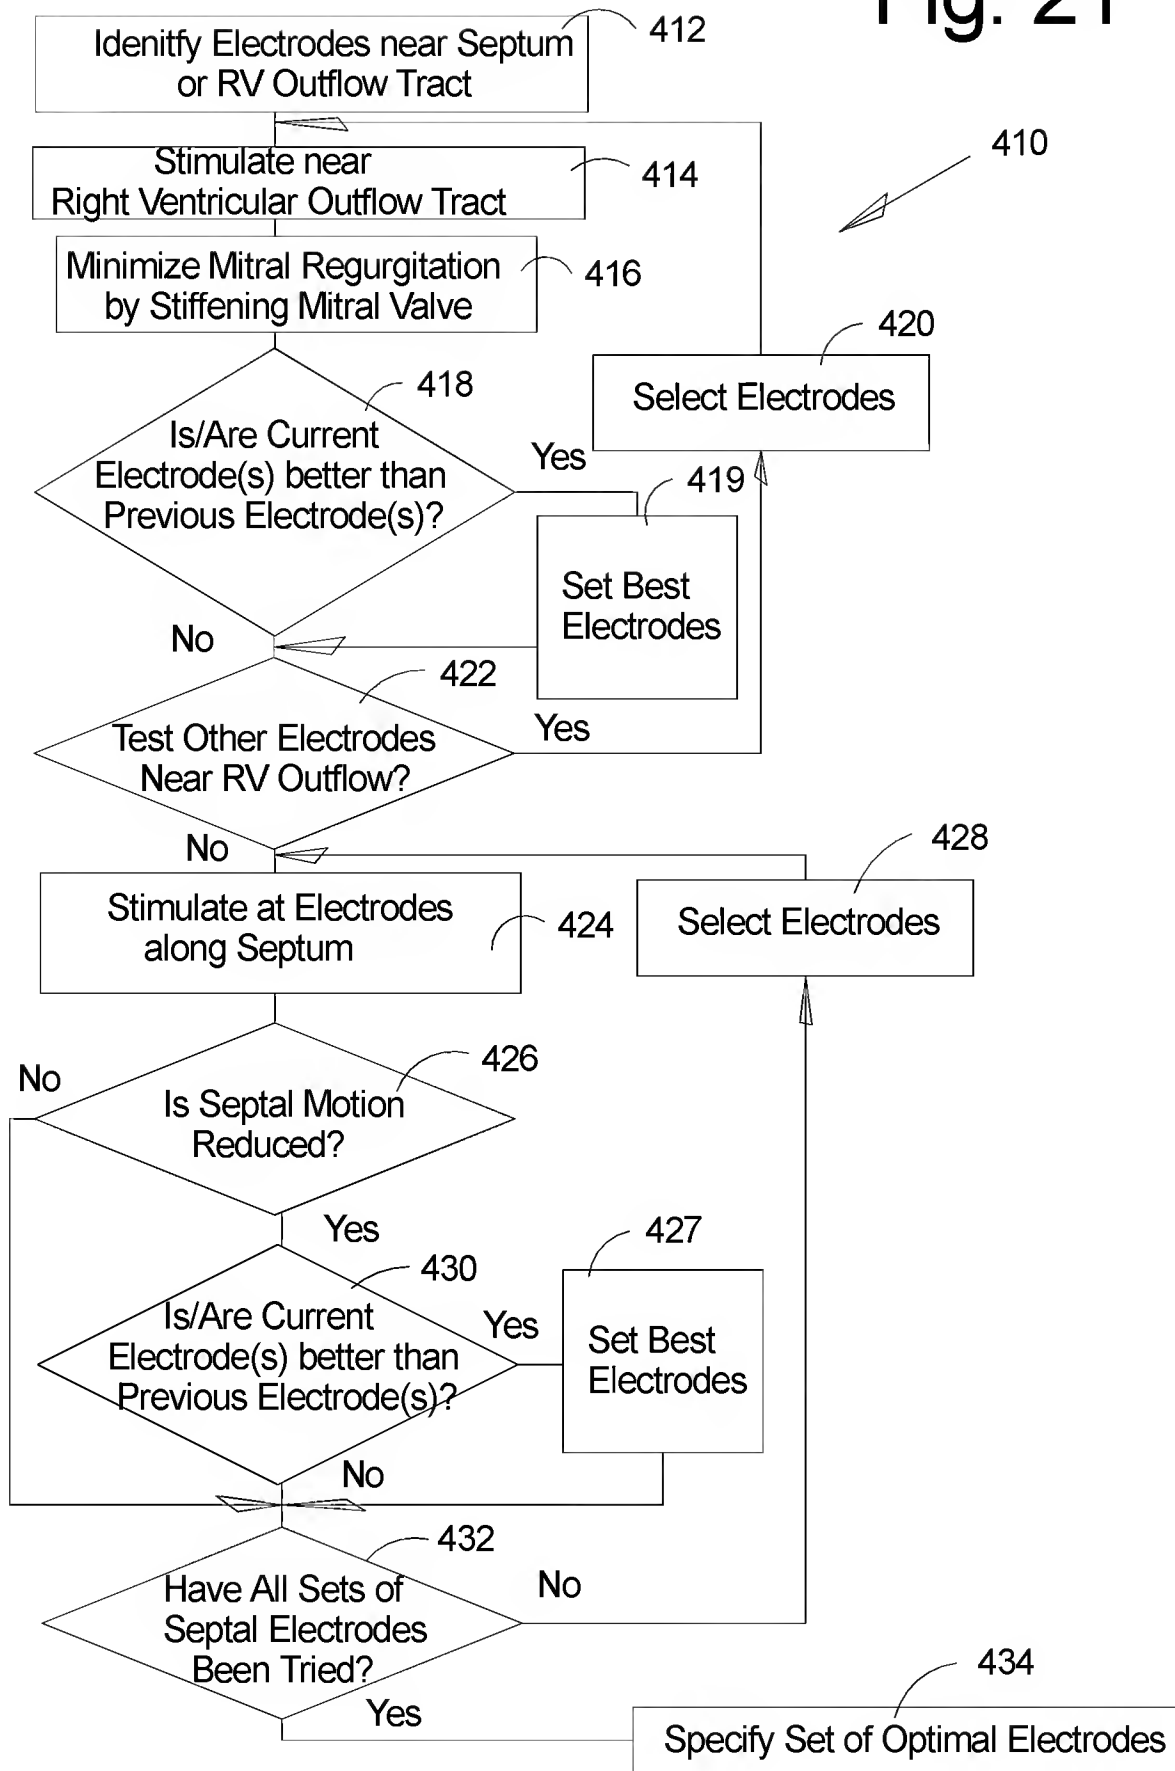 Fig. 21
Idenitfy Electrodes near Septum
or RV Outflow Tract
412
410
Stimulate near
Right Ventricular Outflow Tract
414
Minimize Mitral Regurgitation
by Stiffening Mitral Valve
416
420
Select Electrodes
418
Is/Are Current
Electrode(s) better than
Previous Electrode(s)?
Yes
419
Set Best
Electrodes
No
422
Test Other Electrodes
Near RV Outflow?
Yes
No
428
Select Electrodes
Stimulate at Electrodes
along Septum
424
426
No
Is Septal Motion
Reduced?
Yes
427
430
Is/Are Current
Electrode(s) better than
Previous Electrode(s)?
Yes
Set Best
Electrodes
No
432
Have All Sets of
Septal Electrodes
Been Tried?
No
Yes
434
Specify Set of Optimal Electrodes